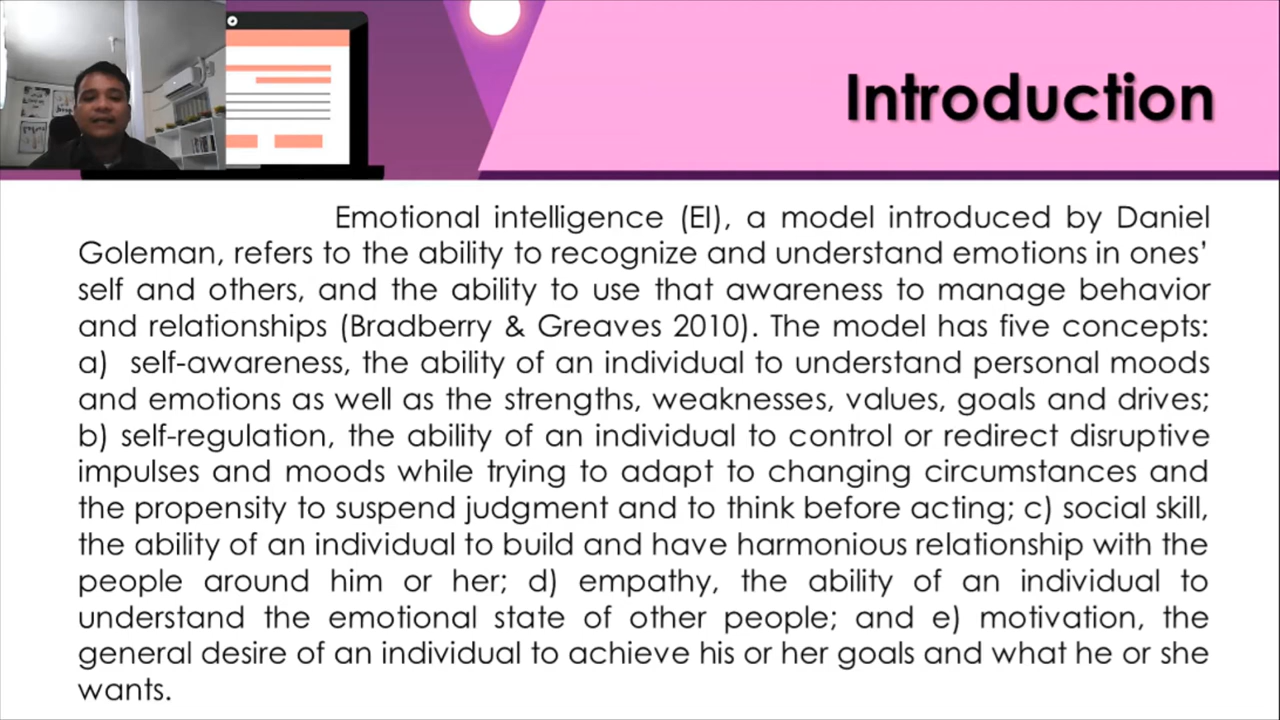 Introduction
Emotional intelligence (EI), a model introduced by Daniel
Goleman, refers to the ability to recognize and understand emotions in ones’
self and others, and the ability to use that awareness to manage behavior
and relationships (Bradberry & Greaves 2010). The model has five concepts:
a) self-awareness, the ability of an individual to understand personal moods
and emotions as well as the strengths, weaknesses, values, goals and drives;
b) self-regulation, the ability of an individual to control or redirect disruptive
impulses and moods while trying to adapt to changing circumstances and
the propensity to suspend judgment and to think before acting; c) social skill,
the ability of an individual to build and have harmonious relationship with the
people around him or her; d) empathy, the ability of an individual to
understand the emotional state of other people; and e) motivation, the
general desire of an individual to achieve his or her goals and what he or she
wants.